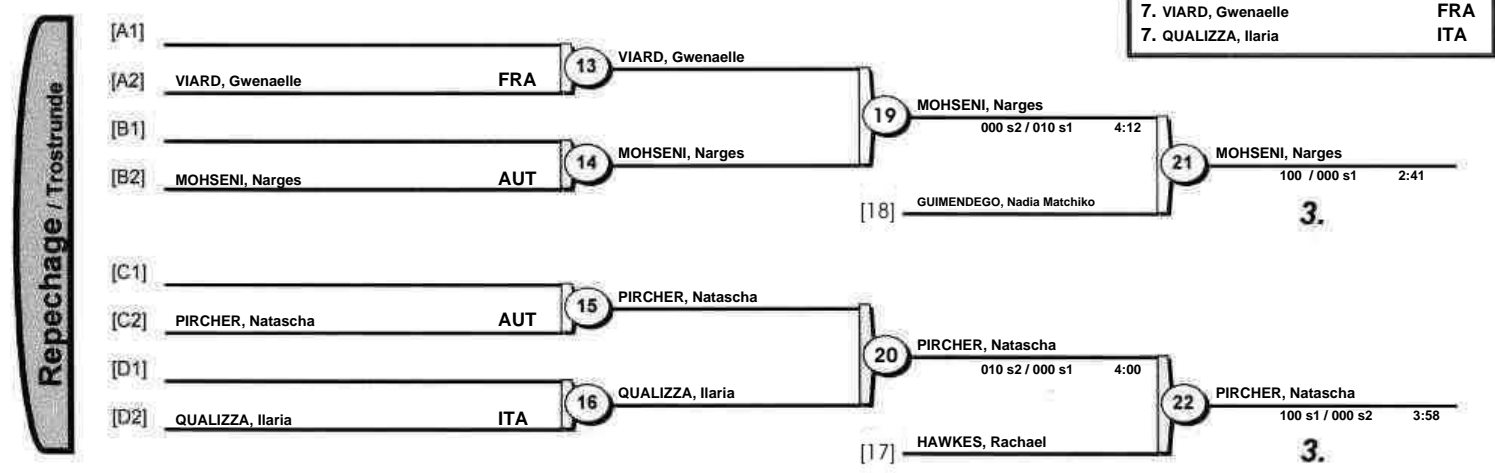 7. VIARD, Gwenaelle FRA
7. QUALIZZA, Ilaria ITA
Repechage / Trostrunde
[A1]
[A2] VIARD, Gwenaelle FRA
13 VIARD, Gwenaelle
[B1]
[B2] MOHSENI, Narges AUT
14 MOHSENI, Narges
19 MOHSENI, Narges
000 s2 / 010 s1 4:12
[18] GUIMENDEGO, Nadia Matchiko
21 MOHSENI, Narges
100 / 000 s1 2:41
3.
[C1]
[C2] PIRCHER, Natascha AUT
15 PIRCHER, Natascha
[D1]
[D2] QUALIZZA, Ilaria ITA
16 QUALIZZA, Ilaria
20 PIRCHER, Natascha
010 s2 / 000 s1 4:00
[17] HAWKES, Rachael
22 PIRCHER, Natascha
100 s1 / 000 s2 3:58
3.